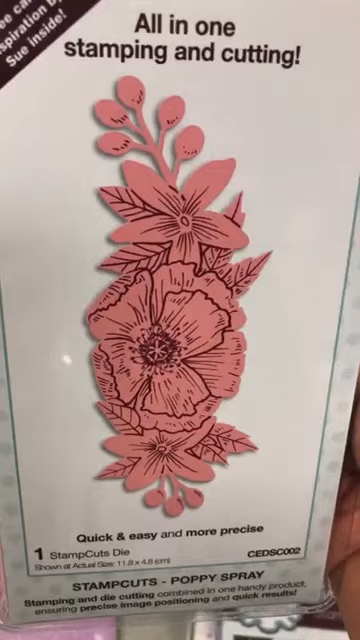 Sue inside!
All in one
stamping and cutting!
Quick & easy and more precise
1 StampCuts Die
Shown at Actual Size: 11.8 x 4.8 (cm)
CEDSC002
STAMPCUTS - POPPY SPRAY
Stamping and die cutting combined in one handy product,
ensuring precise image positioning and quick results!